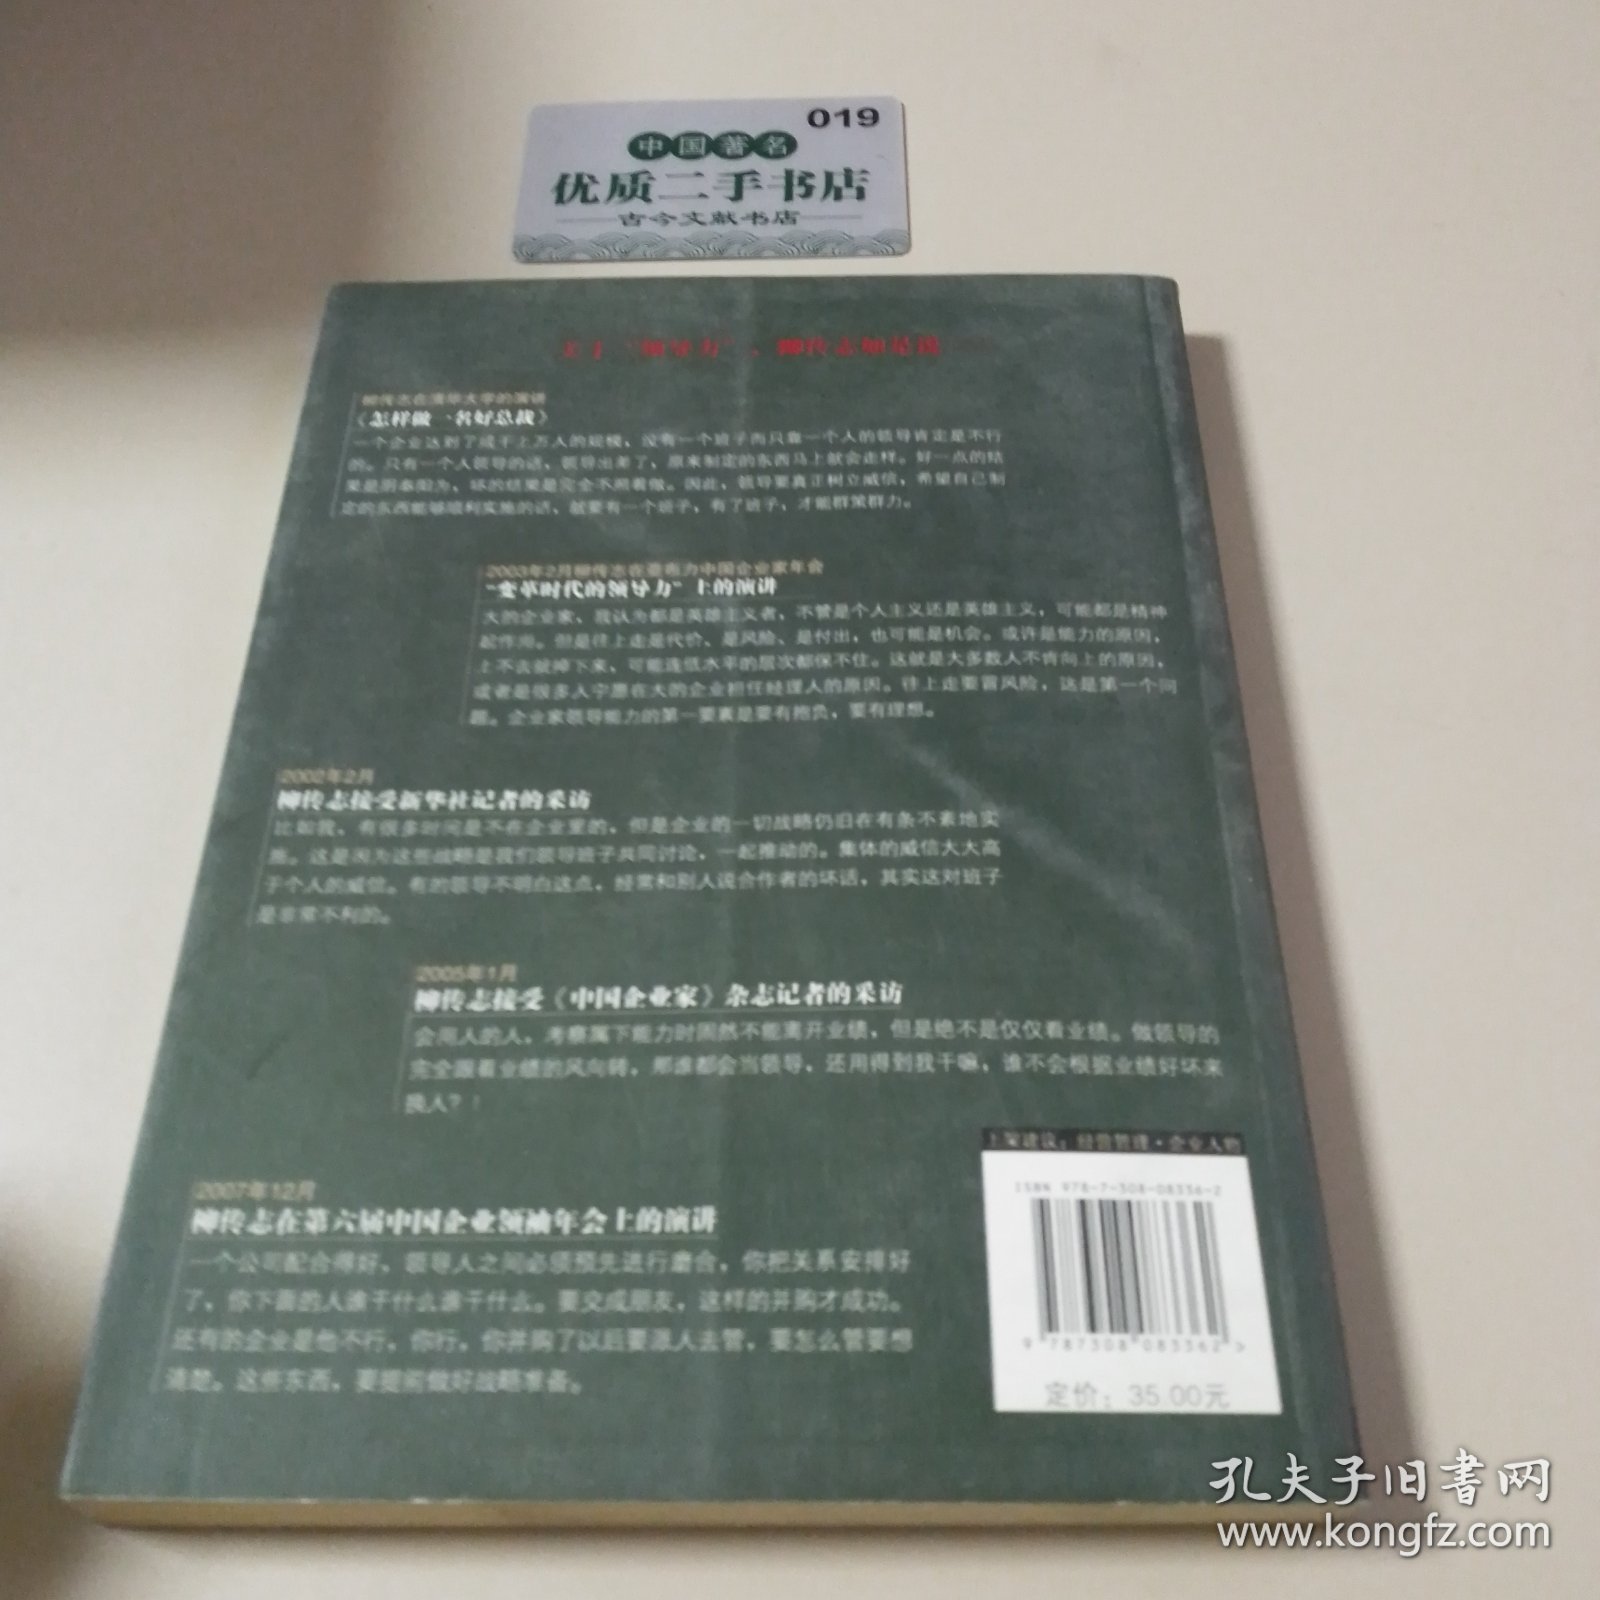 019
中国著名
优质二手书店
古今文献书店
关于“领导力”，柳传志如是说
柳传志在清华大学的演讲
《怎样做一名好总裁》
一个企业达到了成千上万人的规模，没有一个班子而只靠一个人的领导肯定是不行
的。只有一个人领导的话，领导出差了，原来制定的东西马上就会走样。好一点的结
果是阴奉阳为，坏的结果是完全不照着做。因此，领导要真正树立威信，希望自己制
定的东西能够顺利实施的话，就要有一个班子，有了班子，才能群策群力。
2003年2月柳传志在最有力中国企业家年会
“变革时代的领导力”上的演讲
大的企业家，我认为都是英雄主义者，不管是个人主义还是英雄主义，可能都是精神
起作用。但是往上走是代价、是风险、是付出，也可能是机会。或许是能力的原因，
上不去就掉下来，可能连低水平的层次都保不住。这就是大多数人不肯向上的原因，
或者是很多人宁愿在大的企业担任经理人的原因。往上走要冒风险，这是第一个问
题。企业家领导能力的第一要素是要有抱负，要有理想。
2002年2月
柳传志接受新华社记者的采访
比如我，有很多时间是不在企业里的，但是企业的一切战略仍旧在有条不紊地实
施。这是因为这些战略是我们领导班子共同讨论，一起推动的。集体的威信大大高
于个人的威信。有的领导不明白这点，经常和别人说合作者的坏话，其实这对班子
是非常不利的。
2005年1月
柳传志接受《中国企业家》杂志记者的采访
会用人的人，考察属下能力时固然不能离开业绩，但是绝不是仅仅看业绩。做领导的
完全跟着业绩的风向转，那谁都会当领导，还用得到我干嘛，谁不会根据业绩好坏来
换人？！
上架建议：经营管理·企业人物
ISBN 978-7-308-08336-2
9 787308 083362 >
定价：35.00元
2007年12月
柳传志在第六届中国企业领袖年会上的演讲
一个公司配合得好，领导人之间必须预先进行磨合，你把关系安排好
了，你下面的人谁干什么谁干什么。要交成朋友，这样的并购才成功。
还有的企业是他不行，你行，你并购了以后要派人去管，要怎么管要想
清楚。这些东西，要提前做好战略准备。
孔夫子旧书网
www.kongfz.com